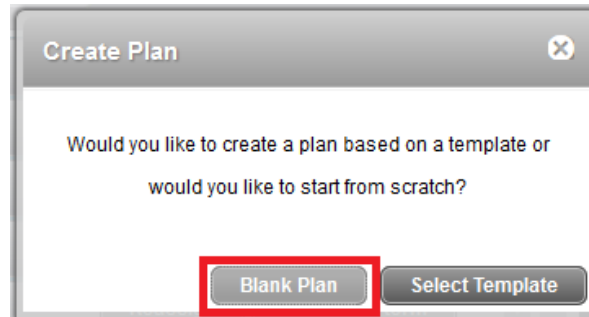 Create Plan
Would you like to create a plan based on a template or
would you like to start from scratch?
Blank Plan
Select Template